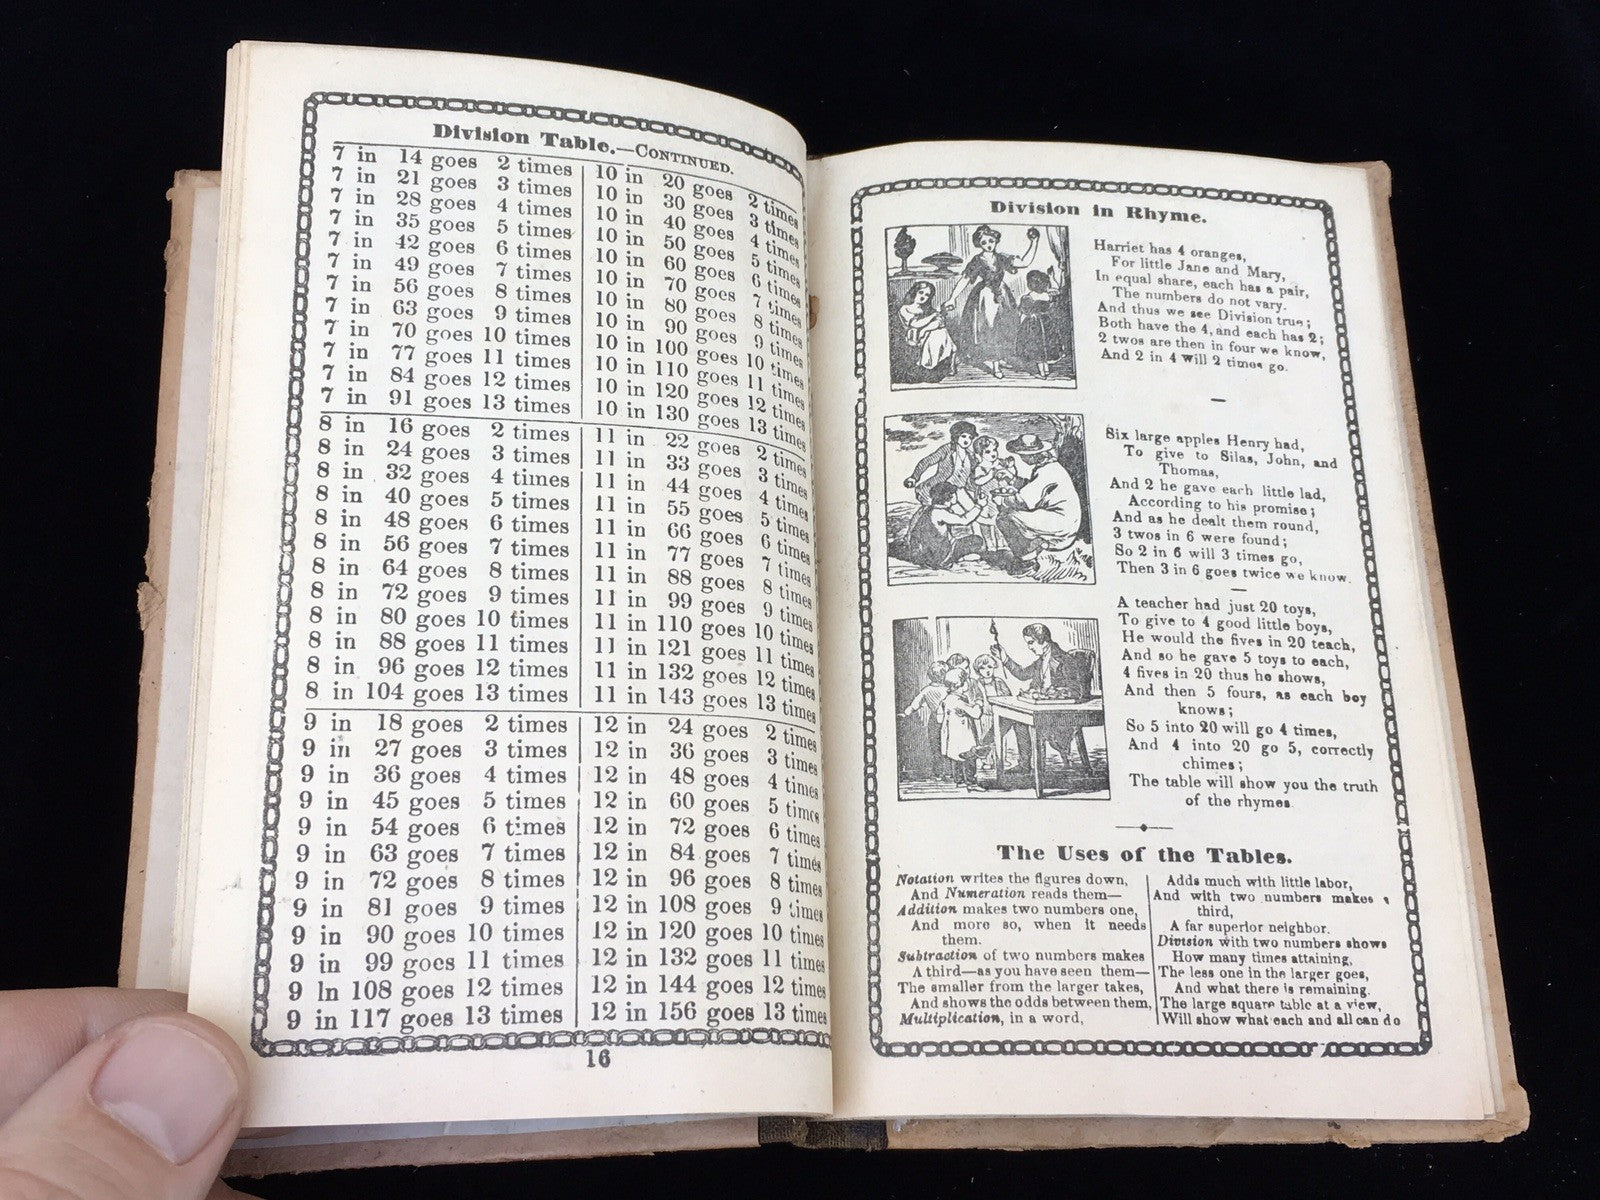 Division Table.—CONTINUED.
7 in 14 goes 2 times
7 in 21 goes 3 times
7 in 28 goes 4 times
7 in 35 goes 5 times
7 in 42 goes 6 times
7 in 49 goes 7 times
7 in 56 goes 8 times
7 in 63 goes 9 times
7 in 70 goes 10 times
7 in 77 goes 11 times
7 in 84 goes 12 times
7 in 91 goes 13 times
8 in 16 goes 2 times
8 in 24 goes 3 times
8 in 32 goes 4 times
8 in 40 goes 5 times
8 in 48 goes 6 times
8 in 56 goes 7 times
8 in 64 goes 8 times
8 in 72 goes 9 times
8 in 80 goes 10 times
8 in 88 goes 11 times
8 in 96 goes 12 times
8 in 104 goes 13 times
9 in 18 goes 2 times
9 in 27 goes 3 times
9 in 36 goes 4 times
9 in 45 goes 5 times
9 in 54 goes 6 times
9 in 63 goes 7 times
9 in 72 goes 8 times
9 in 81 goes 9 times
9 in 90 goes 10 times
9 in 99 goes 11 times
9 in 108 goes 12 times
9 in 117 goes 13 times
10 in 20 goes 2 times
10 in 30 goes 3 times
10 in 40 goes 4 times
10 in 50 goes 5 times
10 in 60 goes 6 times
10 in 70 goes 7 times
10 in 80 goes 8 times
10 in 90 goes 9 times
10 in 100 goes 10 times
10 in 110 goes 11 times
10 in 120 goes 12 times
10 in 130 goes 13 times
11 in 22 goes 2 times
11 in 33 goes 3 times
11 in 44 goes 4 times
11 in 55 goes 5 times
11 in 66 goes 6 times
11 in 77 goes 7 times
11 in 88 goes 8 times
11 in 99 goes 9 times
11 in 110 goes 10 times
11 in 121 goes 11 times
11 in 132 goes 12 times
11 in 143 goes 13 times
12 in 24 goes 2 times
12 in 36 goes 3 times
12 in 48 goes 4 times
12 in 60 goes 5 times
12 in 72 goes 6 times
12 in 84 goes 7 times
12 in 96 goes 8 times
12 in 108 goes 9 times
12 in 120 goes 10 times
12 in 132 goes 11 times
12 in 144 goes 12 times
12 in 156 goes 13 times
16
Division in Rhyme.
Harriet has 4 oranges,
For little Jane and Mary,
In equal share, each has a pair,
The numbers do not vary.
And thus we see Division true;
Both have the 4, and each has 2;
2 twos are then in four we know,
And 2 in 4 will 2 times go.
Six large apples Henry had,
To give to Silas, John, and
Thomas,
And 2 he gave each little lad,
According to his promise;
And as he dealt them round,
3 twos in 6 were found;
So 2 in 6 will 3 times go,
Then 3 in 6 goes twice we know.
A teacher had just 20 toys,
To give to 4 good little boys,
He would the fives in 20 teach,
And so he gave 5 toys to each,
4 fives in 20 thus he shows,
And then 5 fours, as each boy
knows;
So 5 into 20 will go 4 times,
And 4 into 20 go 5, correctly
chimes;
The table will show you the truth
of the rhymes
The Uses of the Tables.
Notation writes the figures down,
And Numeration reads them—
Addition makes two numbers one,
And more so, when it needs
them.
Subtraction of two numbers makes
A third—as you have seen them—
The smaller from the larger takes,
And shows the odds between them,
Multiplication, in a word,
Adds much with little labor,
And with two numbers makes a
third,
A far superior neighbor.
Division with two numbers shows
How many times attaining,
The less one in the larger goes,
And what there is remaining.
The large square table at a view,
Will show what each and all can do